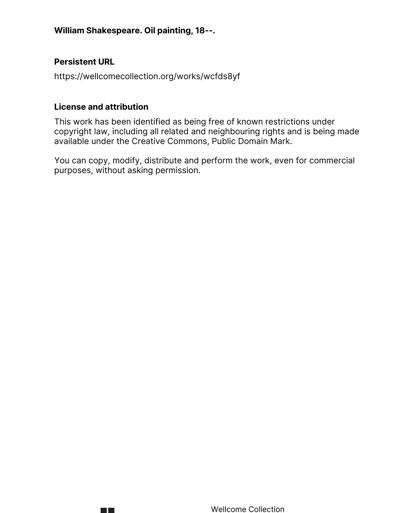 William Shakespeare. Oil painting, 18--.
Persistent URL
https://wellcomecollection.org/works/wcfds8yf
License and attribution
This work has been identified as being free of known restrictions under
copyright law, including all related and neighbouring rights and is being made
available under the Creative Commons, Public Domain Mark.
You can copy, modify, distribute and perform the work, even for commercial
purposes, without asking permission.
Wellcome Collection